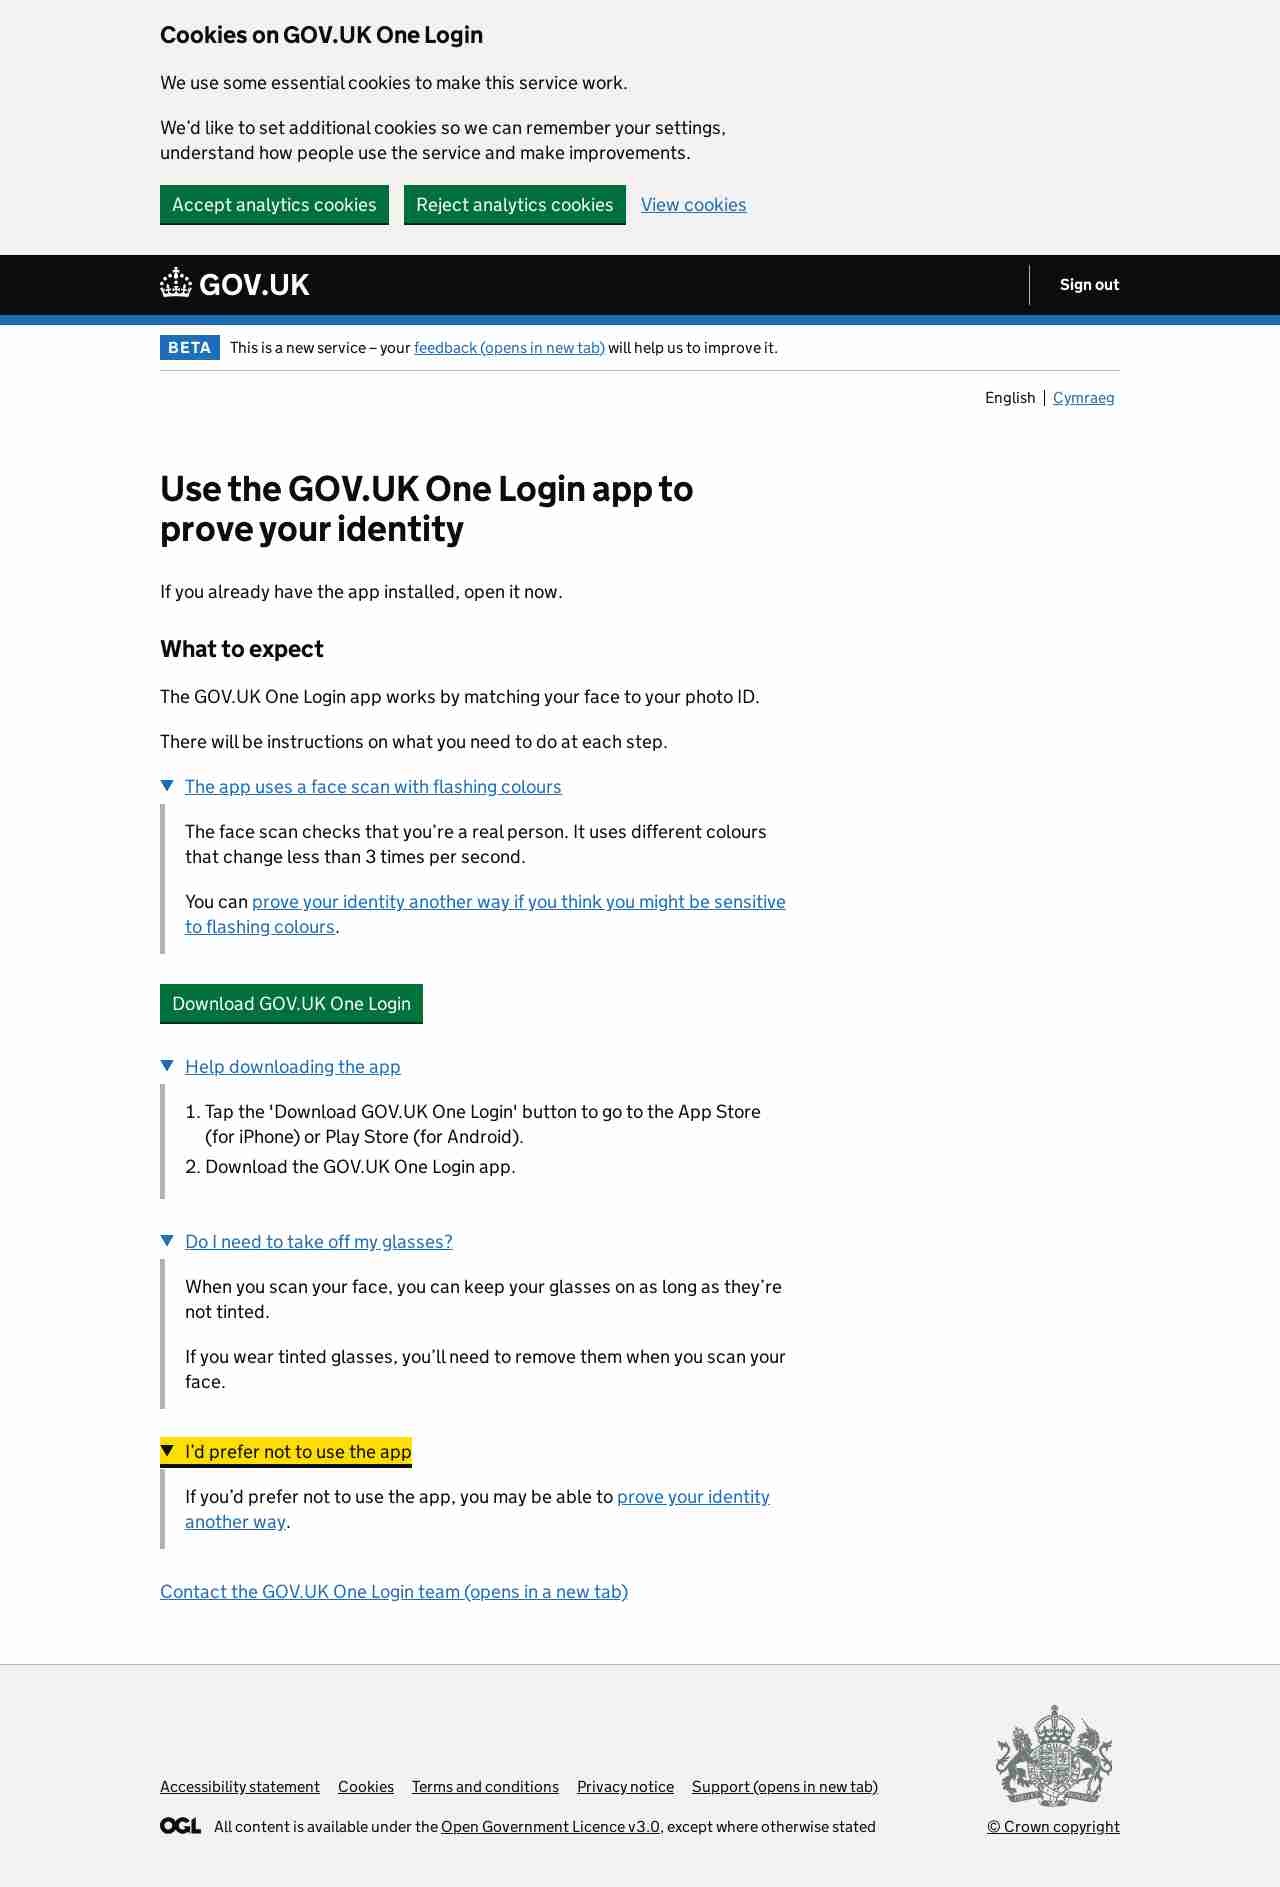 Cookies on GOV.UK One Login
We use some essential cookies to make this service work.
We’d like to set additional cookies so we can remember your settings,
understand how people use the service and make improvements.
Accept analytics cookies Reject analytics cookies View cookies
GOV.UK Sign out
BETA This is a new service – your feedback (opens in new tab) will help us to improve it.
English Cymraeg
Use the GOV.UK One Login app to
prove your identity
If you already have the app installed, open it now.
What to expect
The GOV.UK One Login app works by matching your face to your photo ID.
There will be instructions on what you need to do at each step.
The app uses a face scan with flashing colours
The face scan checks that you’re a real person. It uses different colours
that change less than 3 times per second.
You can prove your identity another way if you think you might be sensitive
to flashing colours.
Download GOV.UK One Login
Help downloading the app
1. Tap the 'Download GOV.UK One Login' button to go to the App Store
(for iPhone) or Play Store (for Android).
2. Download the GOV.UK One Login app.
Do I need to take off my glasses?
When you scan your face, you can keep your glasses on as long as they’re
not tinted.
If you wear tinted glasses, you’ll need to remove them when you scan your
face.
I’d prefer not to use the app
If you’d prefer not to use the app, you may be able to prove your identity
another way.
Contact the GOV.UK One Login team (opens in a new tab)
Accessibility statement Cookies Terms and conditions Privacy notice Support (opens in new tab)
OGL All content is available under the Open Government Licence v3.0, except where otherwise stated
© Crown copyright